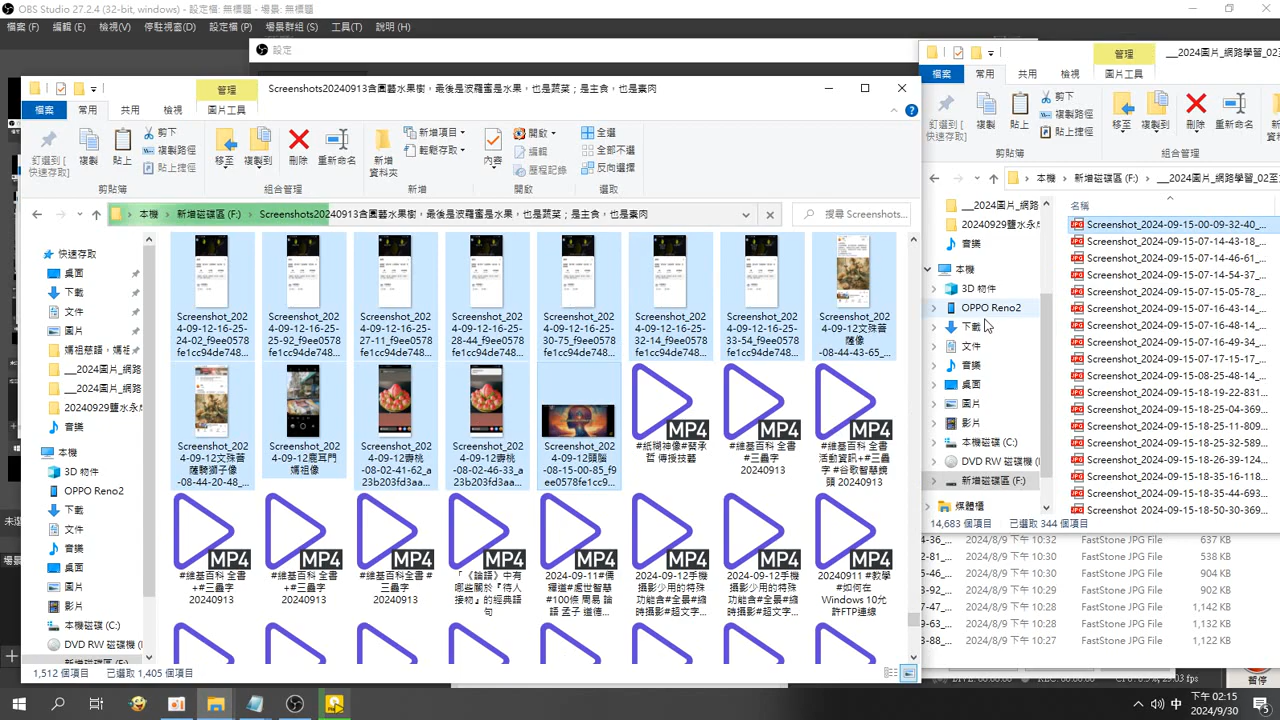 OBS Studio 27.2.4 (32-bit, windows) - 設定檔: 無標題 - 場景: 無標題
檔案 (F) 編輯 (E) 檢視(V) 停駐視窗(D) 設定檔 (P) 場景群組 (S) 工具(T) 說明 (H)
設定
管理
Screenshots20240913含園藝水果樹，最後是波羅蜜是水果，也是蔬菜；是主食，也是素肉
檔案 常用 共用 檢視 圖片工具
釘選到 [快速存取]
複製
貼上
剪下
複製路徑
貼上捷徑
移至
複製到
刪除
重新命名
新增資料夾
新增項目
輕鬆存取
內容
開啟
編輯
歷程記錄
全選
全部不選
反向選擇
剪貼簿 組合管理 新增 開啟 選取
本機 新增磁碟區 (F:) Screenshots20240913含園藝水果樹，最後是波羅蜜是水果，也是蔬菜；是主食，也是素肉
搜尋 Screenshots...
快速存取
桌面
下載
文件
圖片
媽祖慈語，媽祖
___2024圖片_網路
___2024圖片_網路
20240929鹽水永
音樂
本機
3D 物件
OPPO Reno2
下載
文件
音樂
桌面
圖片
影片
本機磁碟 (C:)
DVD RW 磁碟機 (
Screenshot_2024-09-12-16-25-24-02_f9ee0578fe1cc94de748...
Screenshot_2024-09-12-16-25-25-92_f9ee0578fe1cc94de748...
Screenshot_2024-09-12-16-25-27-11_f9ee0578fe1cc94de748...
Screenshot_2024-09-12-16-25-28-44_f9ee0578fe1cc94de748...
Screenshot_2024-09-12-16-25-30-75_f9ee0578fe1cc94de748...
Screenshot_2024-09-12-16-25-32-14_f9ee0578fe1cc94de748...
Screenshot_2024-09-12-16-25-33-54_f9ee0578fe1cc94de748...
Screenshot_2024-09-12文殊菩薩像-08-44-43-65_...
Screenshot_2024-09-12文殊菩薩騎獅子像-08-44-20-48_...
Screenshot_2024-09-12鹿耳門媽祖像
Screenshot_2024-09-12壽桃-08-02-41-62_a23b203fd3aa...
Screenshot_2024-09-12壽桃-08-02-46-33_a23b203fd3aa...
Screenshot_2024-09-12頭腦-08-15-00-85_f9ee0578fe1cc9...
MP4
#紙糊神像#蔡承哲 傳授技藝
MP4
#維基百科 全書 #三疊字 20240913
MP4
#維基百科 全書 活動資訊+#三疊字 #谷歌智慧鏡頭 20240913
MP4
#維基百科 全書+#三疊字 20240913
MP4
#維基百科 全書+#三疊字 20240913
MP4
#維基百科 全書 #三疊字 20240913
MP4
「《論語》中有哪些關於『待人接物』的經典語句
MP4
2024-09-11#儒釋道#處世智慧 #100條 周易 論語 孟子 道德...
MP4
2024-09-12手機攝影少用的特殊功能含#全景#縮時攝影#超文字...
MP4
2024-09-12手機攝影少用的特殊功能含#全景#縮時攝影#超文字...
MP4
20240911 #教學 #如何在 Windows 10允許FTP連線
1,512 個項目 已選取 1,405 個項目
管理
___2024圖片_網路學習_02至
檔案 常用 共用 檢視 圖片工具
釘選到 [快速存取]
複製
貼上
剪下
複製路徑
貼上捷徑
移至
複製到
刪除
重新命名
剪貼簿 組合管理
本機 新增磁碟區 (F:) ___2024圖片_網路學習_02至
___2024圖片_網路
20240929鹽水永
音樂
本機
3D 物件
OPPO Reno2
下載
文件
音樂
桌面
圖片
影片
本機磁碟 (C:)
DVD RW 磁碟機 (
新增磁碟區 (F:)
媒體櫃
名稱
Screenshot_2024-09-15-00-09-32-40_...
Screenshot_2024-09-15-07-14-43-18_...
Screenshot_2024-09-15-07-14-46-61_...
Screenshot_2024-09-15-07-14-54-37_...
Screenshot_2024-09-15-07-15-05-78_...
Screenshot_2024-09-15-07-16-43-14_...
Screenshot_2024-09-15-07-16-48-14_...
Screenshot_2024-09-15-07-16-49-34_...
Screenshot_2024-09-15-07-17-15-17_...
Screenshot_2024-09-15-08-25-48-14_...
Screenshot_2024-09-15-18-19-22-831...
Screenshot_2024-09-15-18-25-04-369...
Screenshot_2024-09-15-18-25-11-809...
Screenshot_2024-09-15-18-25-32-589...
Screenshot_2024-09-15-18-26-39-124...
Screenshot_2024-09-15-18-35-16-118...
Screenshot_2024-09-15-18-35-44-693...
Screenshot_2024-09-15-18-50-30-369...
14,683 個項目 已選取 344 個項目
4-36_... 2024/8/9 下午 10:32 FastStone JPG File 637 KB
2-81_... 2024/8/9 下午 10:30 FastStone JPG File 538 KB
5-46_... 2024/8/9 下午 10:30 FastStone JPG File 904 KB
3-92_... 2024/8/9 下午 10:29 FastStone JPG File 902 KB
7-47_... 2024/8/9 下午 10:28 FastStone JPG File 1,142 KB
9-63_... 2024/8/9 下午 10:28 FastStone JPG File 1,132 KB
3-88_... 2024/8/9 下午 10:27 FastStone JPG File 1,122 KB
暫停
中
下午 02:15
2024/9/30